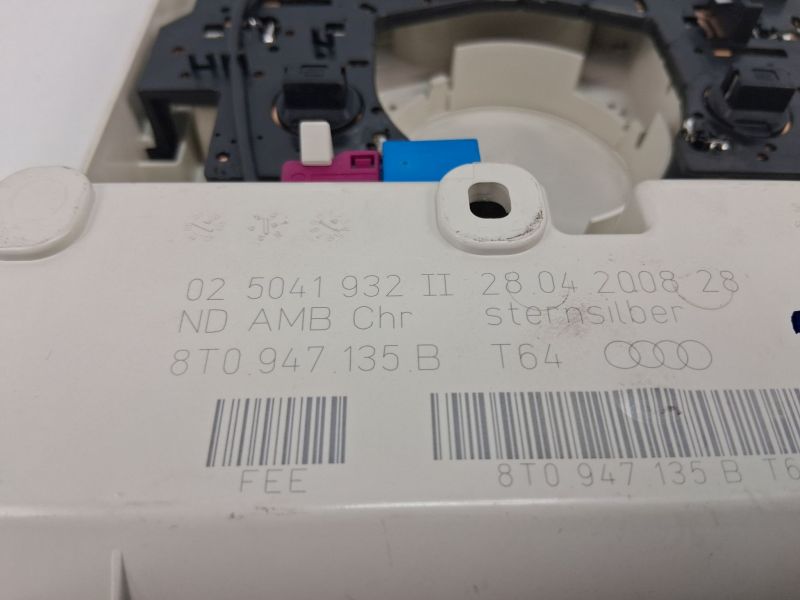 02 5041 932 II 28.04.2008 28
ND AMB Chr sternsilber
8T0.947.135.B T64
FEE
8T0.947 135 B T6